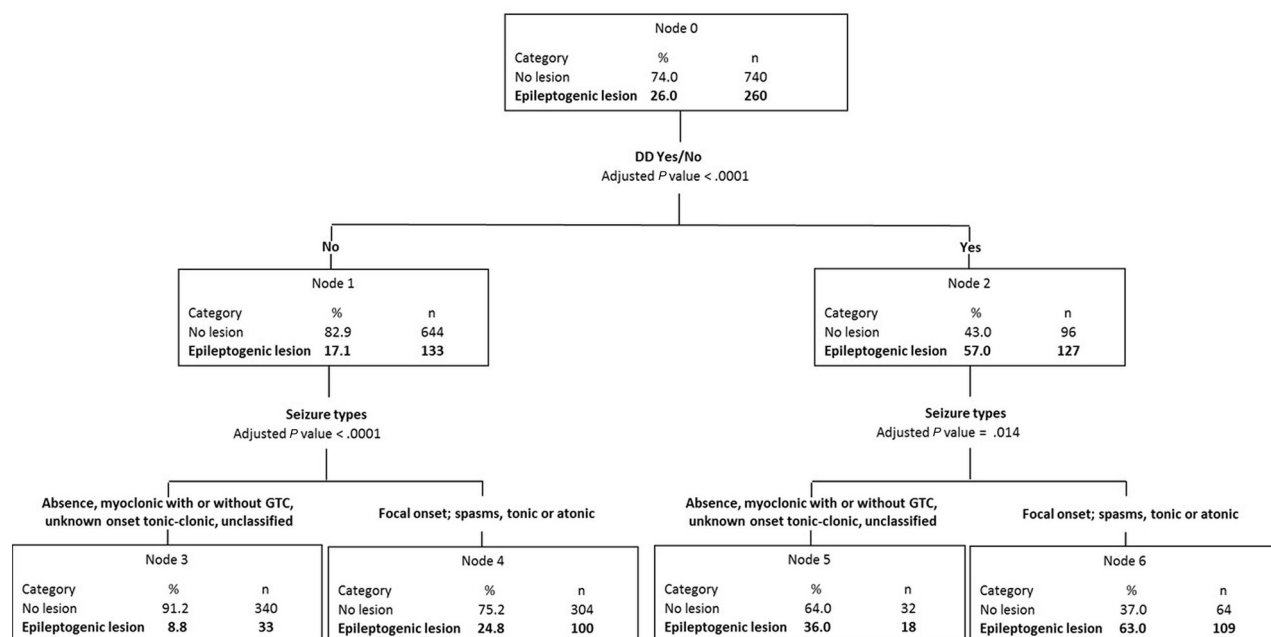 Node 0
Category % n
No lesion 74.0 740
Epileptogenic lesion 26.0 260
DD Yes/No
Adjusted P value < .0001
No
Yes
Node 1
Category % n
No lesion 82.9 644
Epileptogenic lesion 17.1 133
Node 2
Category % n
No lesion 43.0 96
Epileptogenic lesion 57.0 127
Seizure types
Adjusted P value < .0001
Seizure types
Adjusted P value = .014
Absence, myoclonic with or without GTC,
unknown onset tonic-clonic, unclassified
Focal onset; spasms, tonic or atonic
Absence, myoclonic with or without GTC,
unknown onset tonic-clonic, unclassified
Focal onset; spasms, tonic or atonic
Node 3
Category % n
No lesion 91.2 340
Epileptogenic lesion 8.8 33
Node 4
Category % n
No lesion 75.2 304
Epileptogenic lesion 24.8 100
Node 5
Category % n
No lesion 64.0 32
Epileptogenic lesion 36.0 18
Node 6
Category % n
No lesion 37.0 64
Epileptogenic lesion 63.0 109